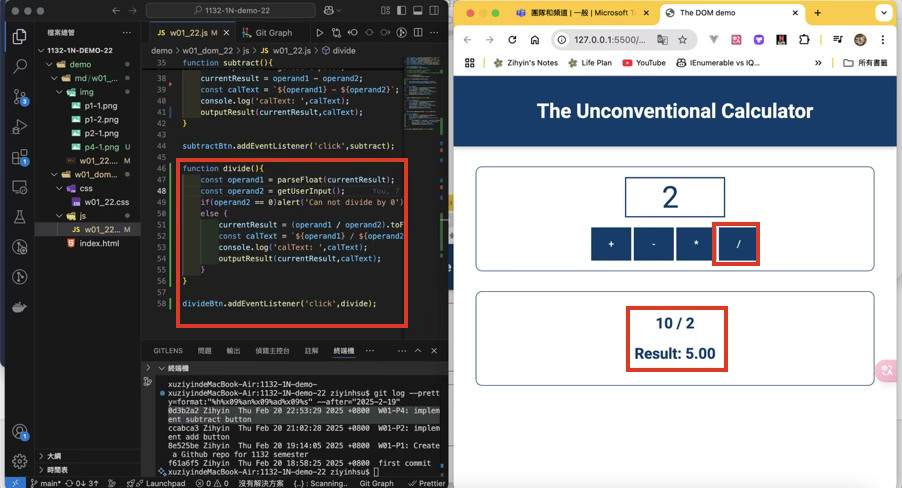 1132-1N-demo-22
檔案總管
1132-1N-DEMO-22
demo
md/w01_...
img
p1-1.png
p1-2.png
p2-1.png
p4-1.png U
w01_22.... M
w01_dom...
css
w01_22.css
js
JS w01_22... M
index.html
大綱
時間表
JS w01_22.js M
Git Graph
demo > w01_dom_22 > js > JS w01_22.js > divide
35 function subtract(){
38 currentResult = operand1 - operand2;
39 const calText = `${operand1} - ${operand2}`;
40 console.log('calText: ',calText);
41 outputResult(currentResult,calText);
42 }
43
44 subtractBtn.addEventListener('click',subtract);
45
46 function divide(){
47 const operand1 = parseFloat(currentResult);
48 const operand2 = getUserInput(); You, 7
49 if(operand2 == 0)alert('Can not divide by 0')
50 else {
51 currentResult = (operand1 / operand2).toF
52 const calText = `${operand1} / ${operand2
53 console.log('calText: ',calText);
54 outputResult(currentResult,calText);
55 }
56 }
57
58 divideBtn.addEventListener('click',divide);
GITLENS 問題 輸出 偵錯主控台 註解 終端機
終端機
xuziyindeMacBook-Air:1132-1N-demo-
xuziyindeMacBook-Air:1132-1N-demo-22 ziyinhsu$ git log --prett
y=format:"%h%x09%an%x09%ad%x09%s" --after="2025-2-19"
0d3b2a2 Zihyin Thu Feb 20 22:53:29 2025 +0800 W01-P4: implem
ent subtract button
ccabca3 Zihyin Thu Feb 20 21:02:28 2025 +0800 W01-P2: implem
ent add button
8e525be Zihyin Thu Feb 20 19:14:05 2025 +0800 W01-P1: Create
a Github repo for 1132 semester
f61a6f5 Zihyin Thu Feb 20 18:58:25 2025 +0800 first commit
xuziyindeMacBook-Air:1132-1N-demo-22 ziyinhsu$
main* 0↓ 3↑ Launchpad 0 0 沒有解決方案 {..} : Scanning.. Git Graph Prettier
團隊和頻道 | 一般 | Microsoft T
The DOM demo
127.0.0.1:5500/...
Zihyin's Notes
Life Plan
YouTube
IEnumerable vs IQ...
所有書籤
The Unconventional Calculator
2
+ - * /
10 / 2
Result: 5.00